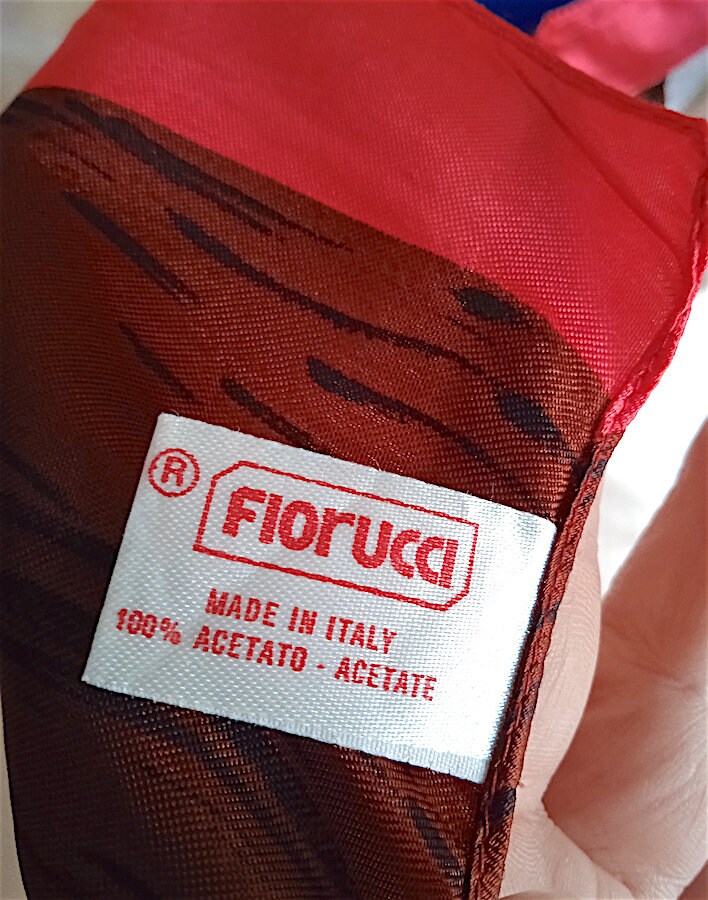 ® FIORUCCI
MADE IN ITALY
100% ACETATO - ACETATE